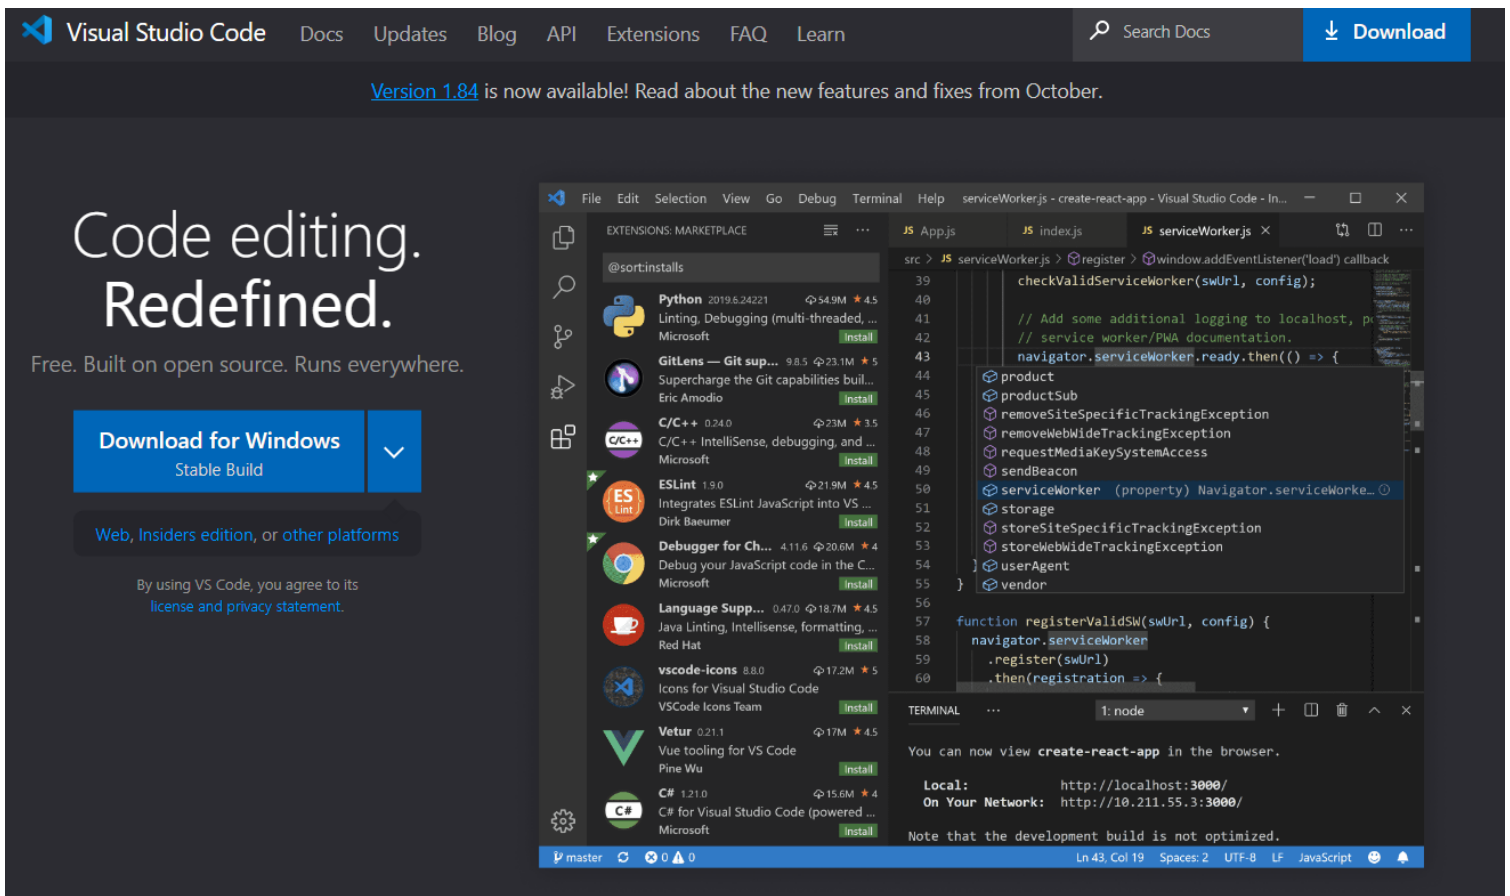 Visual Studio Code Docs Updates Blog API Extensions FAQ Learn Search Docs Download
Version 1.84 is now available! Read about the new features and fixes from October.
Code editing.
Redefined.
Free. Built on open source. Runs everywhere.
Download for Windows
Stable Build
Web, Insiders edition, or other platforms
By using VS Code, you agree to its
license and privacy statement.
File Edit Selection View Go Debug Terminal Help serviceWorker.js - create-react-app - Visual Studio Code - In...
EXTENSIONS: MARKETPLACE
@sort:installs
Python 2019.6.24221 54.9M ★ 4.5
Linting, Debugging (multi-threaded, ...
Microsoft Install
GitLens — Git sup... 9.8.5 23.1M ★ 5
Supercharge the Git capabilities buil...
Eric Amodio Install
C/C++
C/C++ 0.24.0 23M ★ 3.5
C/C++ IntelliSense, debugging, and ...
Microsoft Install
ES
Lint
ESLint 1.9.0 21.9M ★ 4.5
Integrates ESLint JavaScript into VS ...
Dirk Baeumer Install
Debugger for Ch... 4.11.6 20.6M ★ 4
Debug your JavaScript code in the C...
Microsoft Install
Language Supp... 0.47.0 18.7M ★ 4.5
Java Linting, Intellisense, formatting, ...
Red Hat Install
vscode-icons 8.8.0 17.2M ★ 5
Icons for Visual Studio Code
VSCode Icons Team Install
Vetur 0.21.1 17M ★ 4.5
Vue tooling for VS Code
Pine Wu Install
C#
C# 1.21.0 15.6M ★ 4
C# for Visual Studio Code (powered ...
Microsoft Install
JS App.js JS index.js JS serviceWorker.js ×
src > JS serviceWorker.js > register > window.addEventListener('load') callback
39 checkValidServiceWorker(swUrl, config);
40
41 // Add some additional logging to localhost, p
42 // service worker/PWA documentation.
43 navigator.serviceWorker.ready.then(() => {
44 product
45 productSub
46 removeSiteSpecificTrackingException
47 removeWebWideTrackingException
48 requestMediaKeySystemAccess
49 sendBeacon
50 serviceWorker (property) Navigator.serviceWorke...
51 storage
52 storeSiteSpecificTrackingException
53 storeWebWideTrackingException
54 } userAgent
55 } vendor
56
57 function registerValidSW(swUrl, config) {
58 navigator.serviceWorker
59 .register(swUrl)
60 .then(registration => {
TERMINAL ... 1: node
You can now view create-react-app in the browser.
Local: http://localhost:3000/
On Your Network: http://10.211.55.3:3000/
Note that the development build is not optimized.
master 0 0 Ln 43, Col 19 Spaces: 2 UTF-8 LF JavaScript